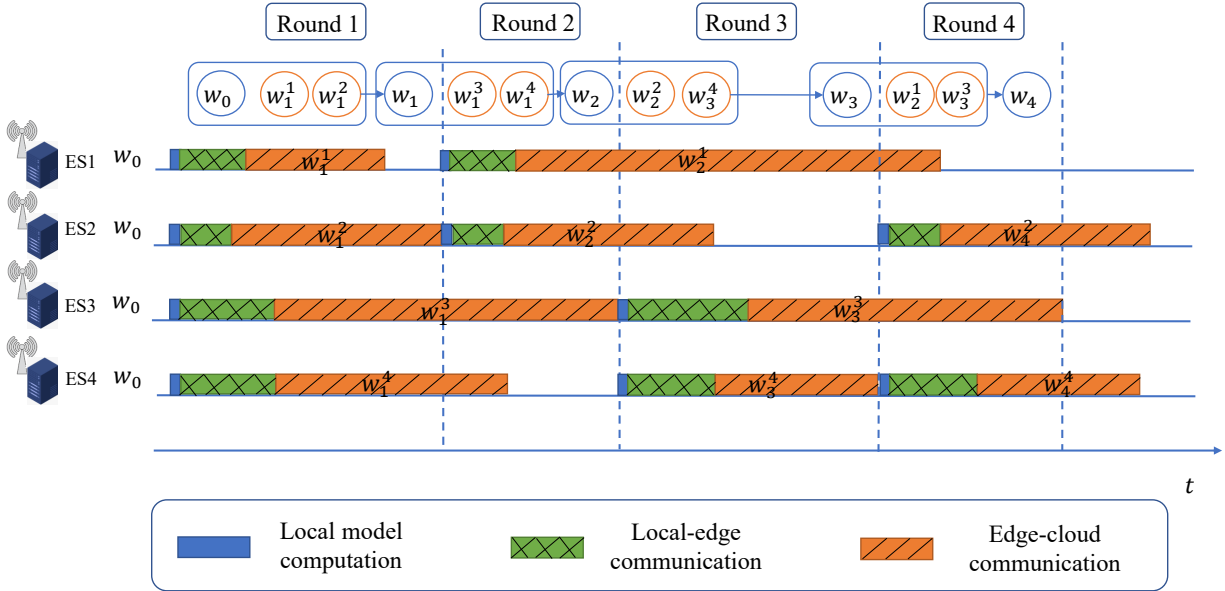 Round 1 Round 2 Round 3 Round 4
w₀ w₁¹ w₁² w₁ w₁³ w₁⁴ w₂ w₂² w₃⁴ w₃ w₂¹ w₃³ w₄
ES1 w₀ w₁¹ w₂¹
ES2 w₀ w₁² w₂² w₄²
ES3 w₀ w₁³ w₃³
ES4 w₀ w₁⁴ w₃⁴ w₄⁴
t
Local model
computation
Local-edge
communication
Edge-cloud
communication